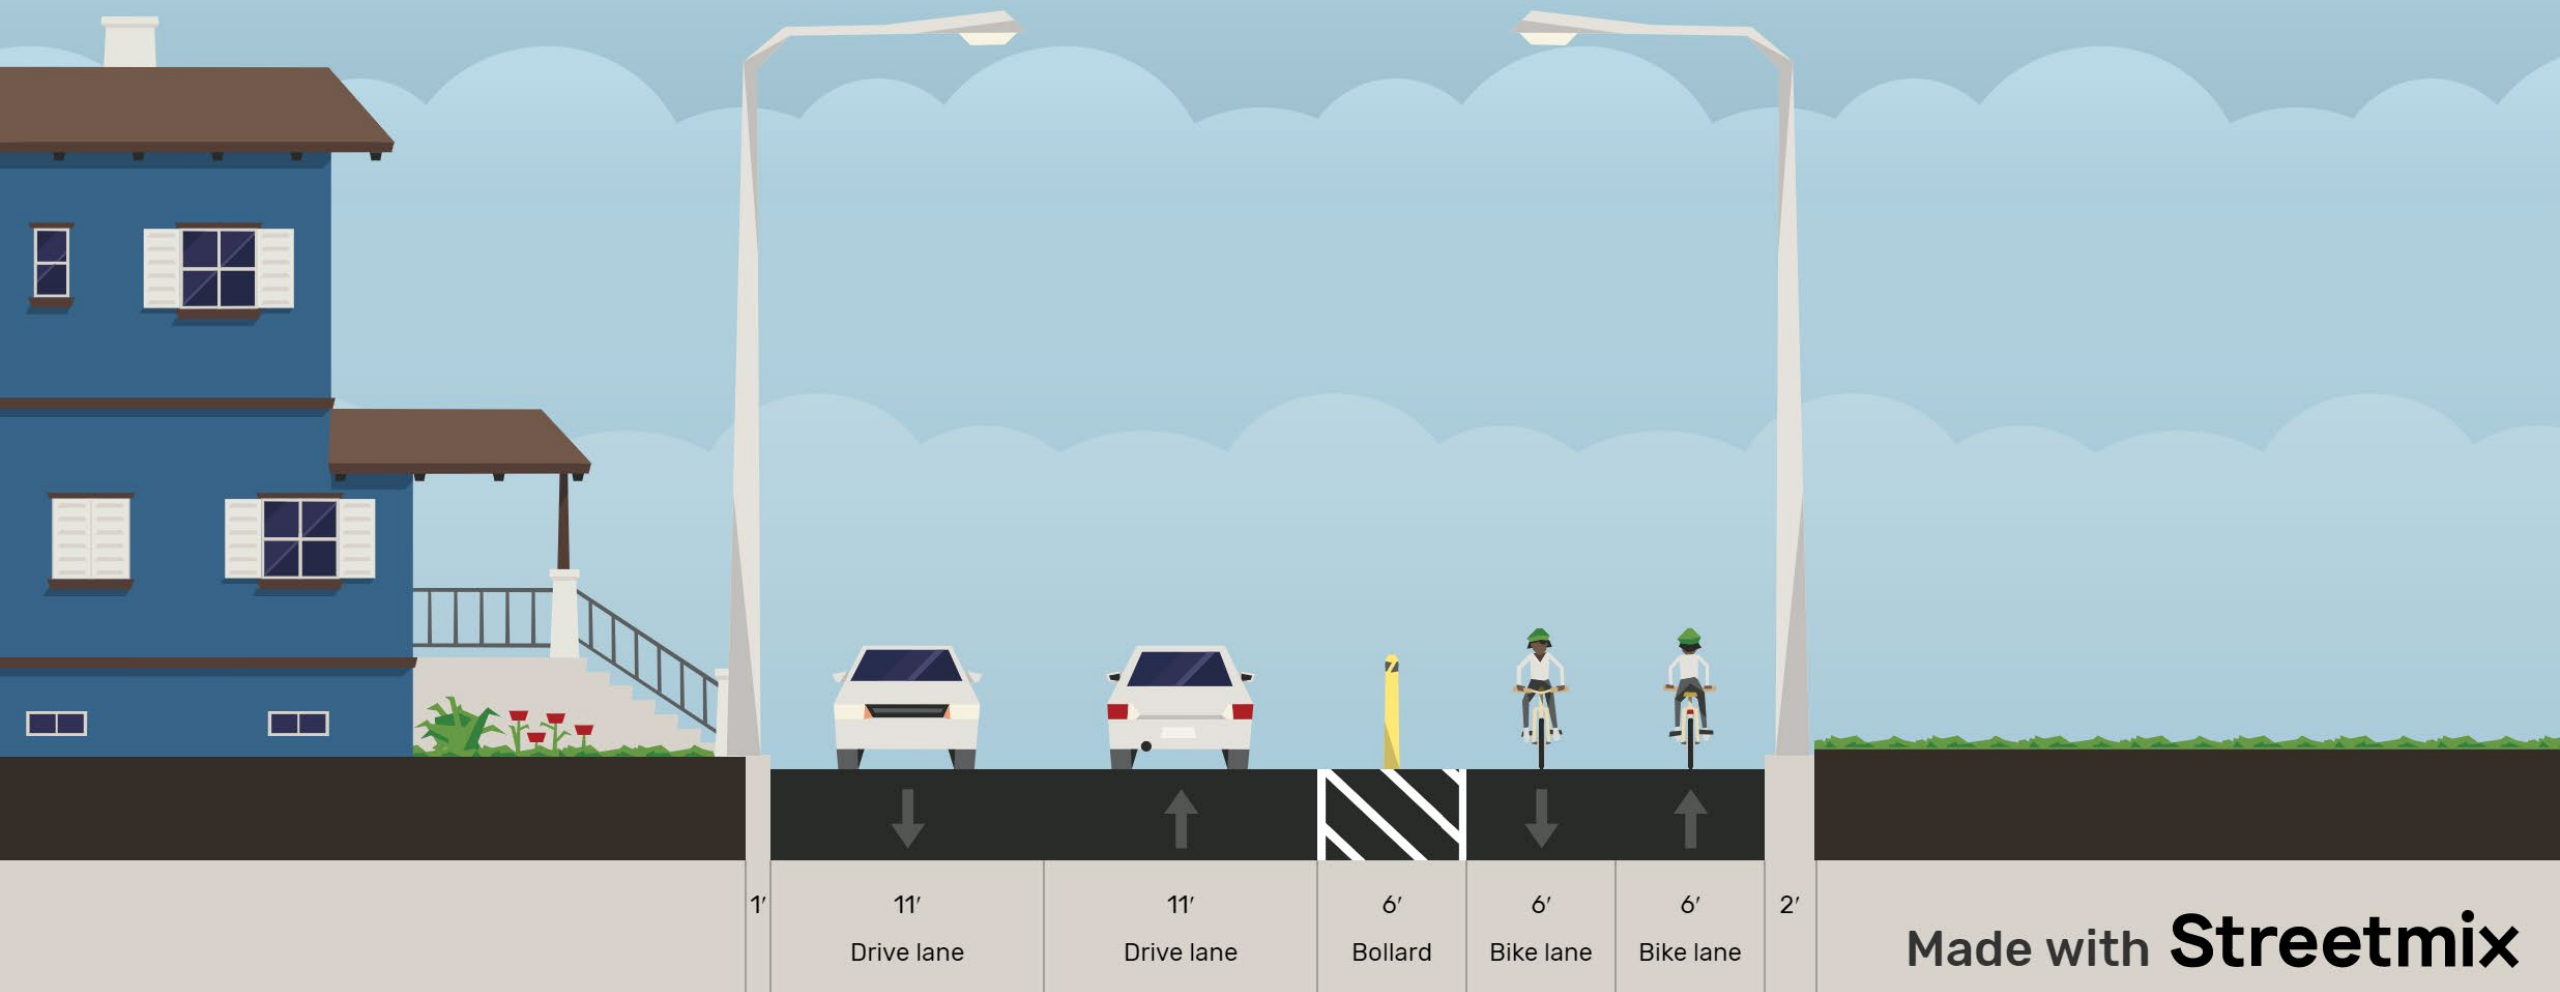 1′ 11′ 11′ 6′ 6′ 6′ 2′
Drive lane Drive lane Bollard Bike lane Bike lane
Made with Streetmix